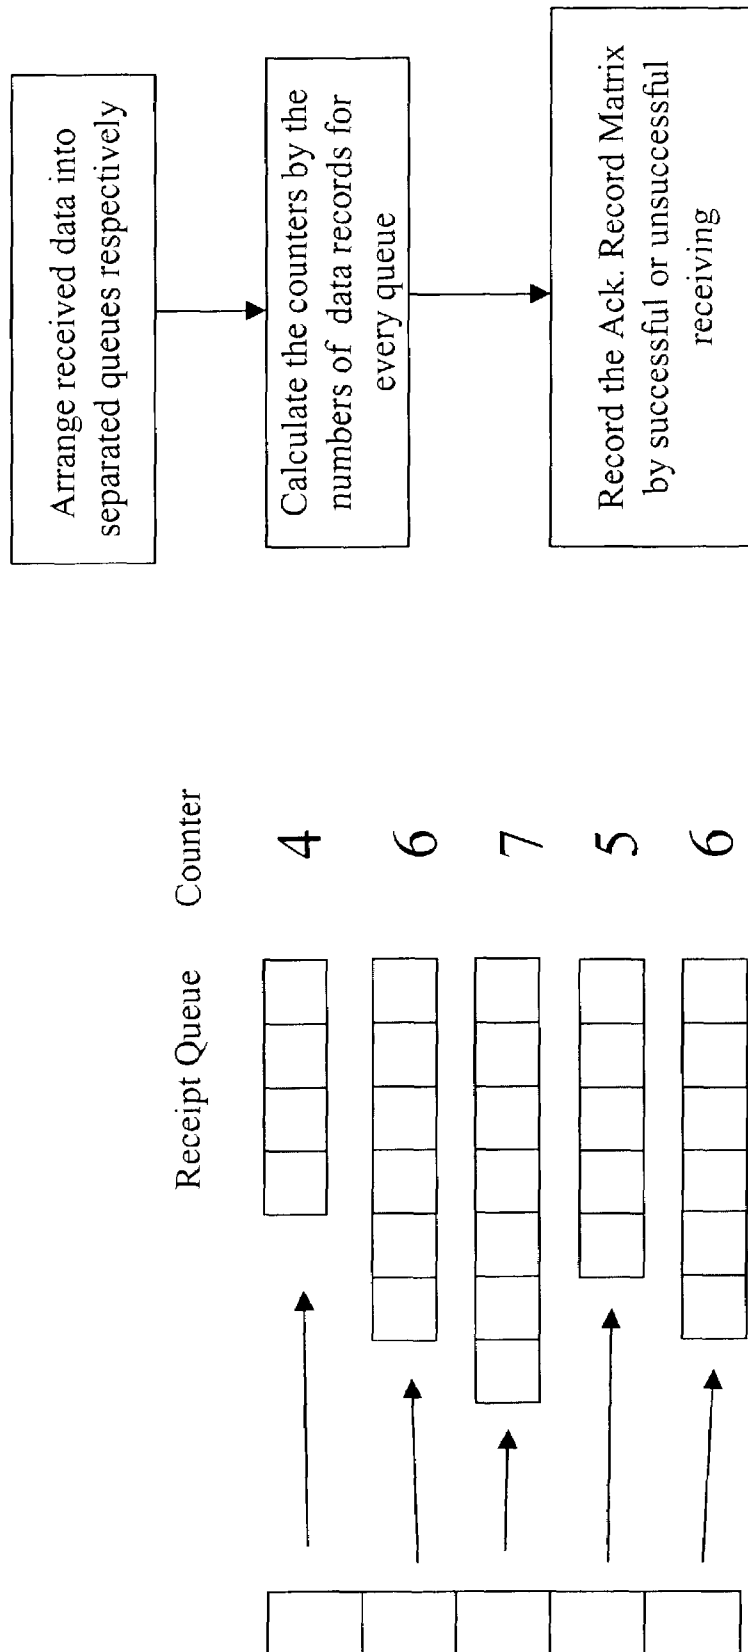 Receipt Queue
Counter
4
6
7
5
6
Arrange received data into
separated queues respectively
Calculate the counters by the
numbers of data records for
every queue
Record the Ack. Record Matrix
by successful or unsuccessful
receiving